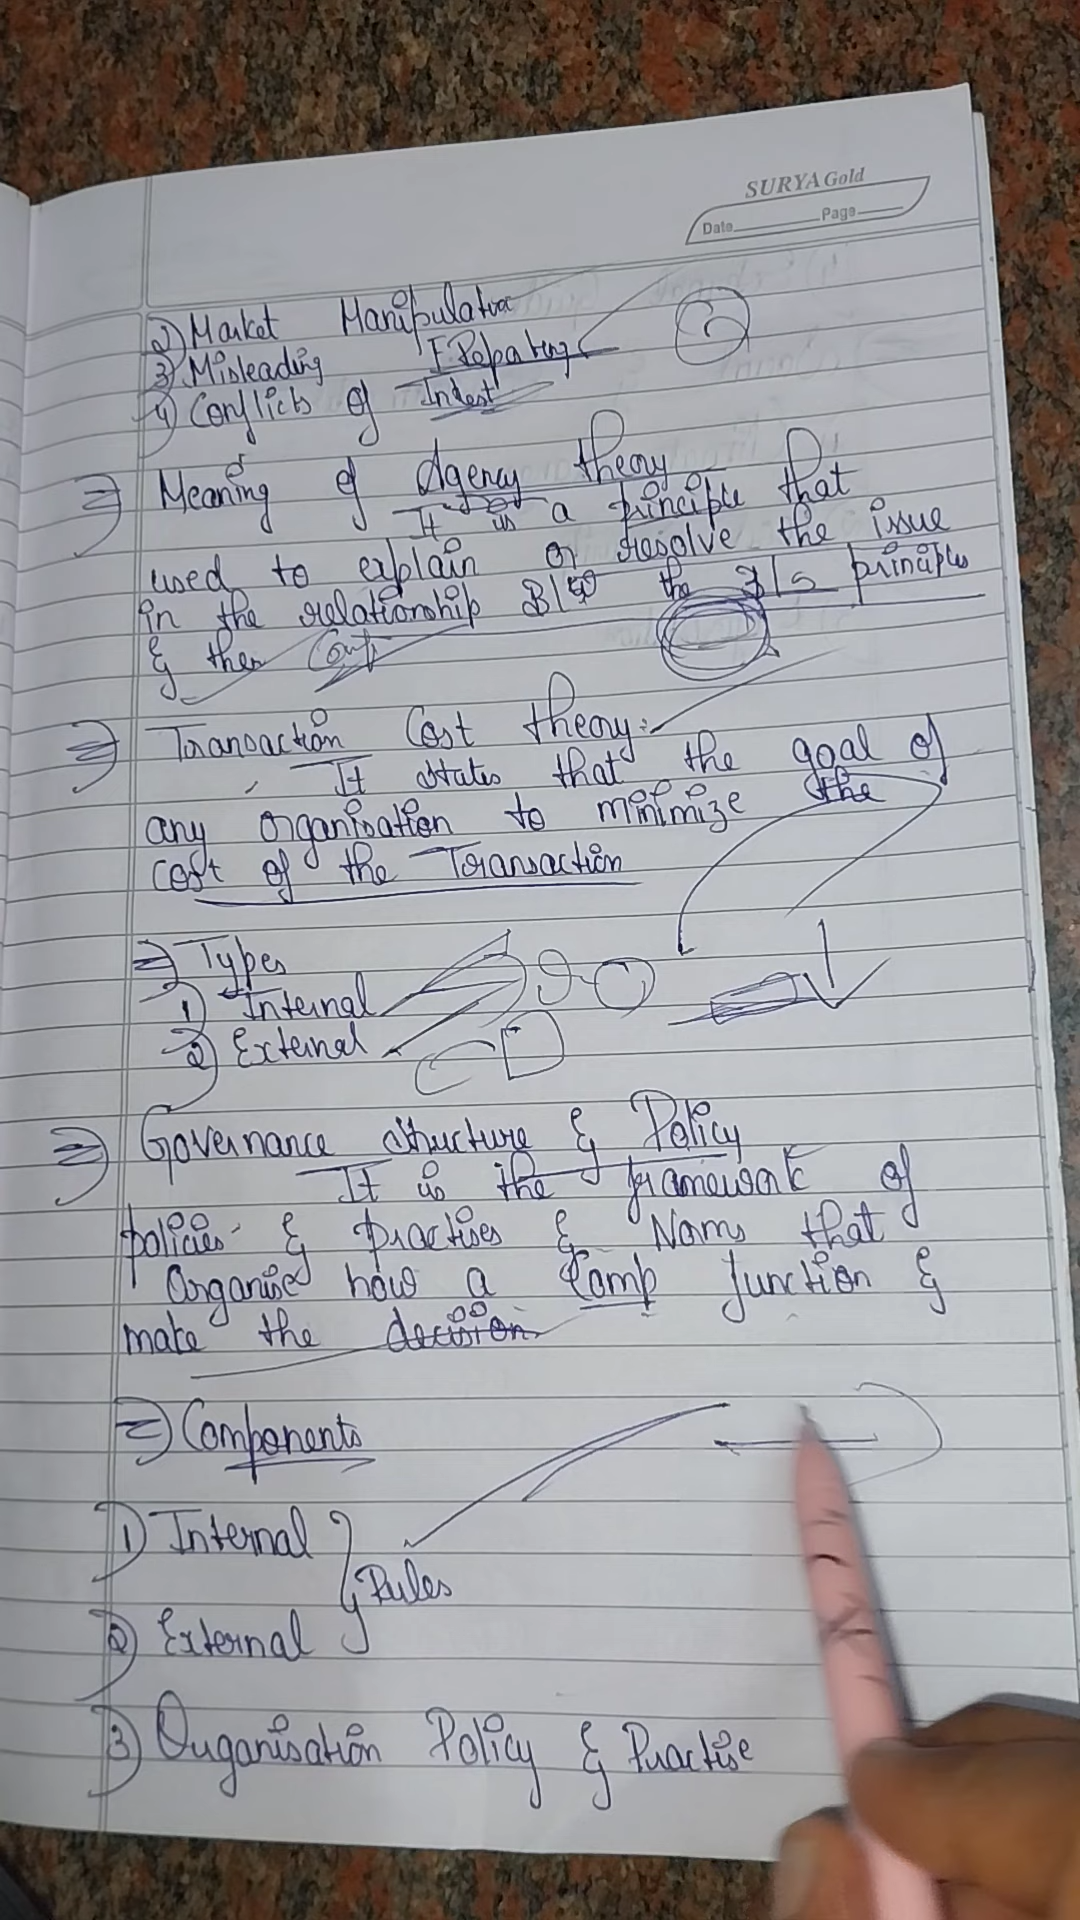 SURYA Gold
Date Page
2) Market Manipulation
3) Misleading F. Reporting
4) Conflicts of Intest
Meaning of Agency theory
It is a principle that
used to explain or resolve the issue
in the relationship B/w the B/s principles
& ther
Transaction Cost theory:-
It states that the goal of
any organisation to minimize the
cost of the Transaction
Types
1) Internal
2) External
Governance structure & Policy
It is the framework of
policies & practises & Noms that
Organise how a Comp function &
make the decision
Components
1) Internal
Rules
2) External
3) Organisation Policy & Practise